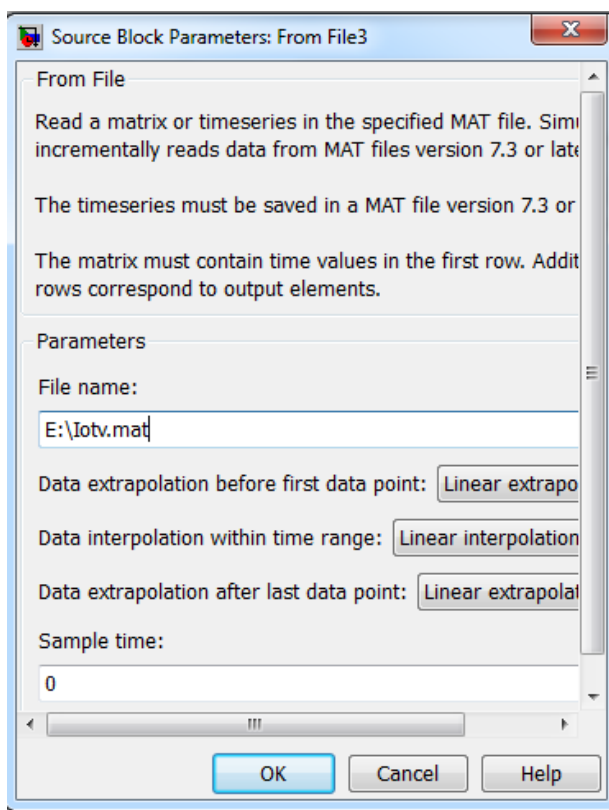 Source Block Parameters: From File3
From File
Read a matrix or timeseries in the specified MAT file. Simu
incrementally reads data from MAT files version 7.3 or late
The timeseries must be saved in a MAT file version 7.3 or
The matrix must contain time values in the first row. Addit
rows correspond to output elements.
Parameters
File name:
E:\Iotv.mat
Data extrapolation before first data point: Linear extrapo
Data interpolation within time range: Linear interpolation
Data extrapolation after last data point: Linear extrapolat
Sample time:
0
OK Cancel Help